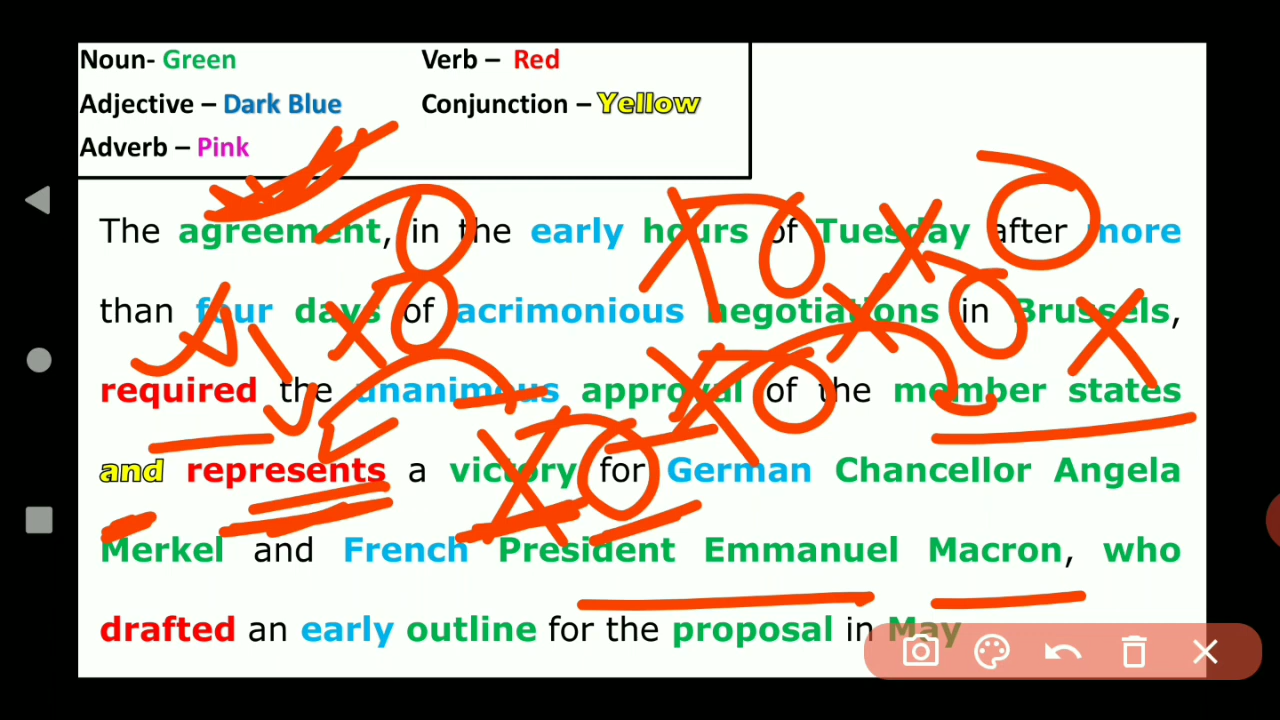 Noun- Green Verb – Red
Adjective – Dark Blue Conjunction – Yellow
Adverb – Pink
The agreement, in the early hours of Tuesday after more
than four days of acrimonious negotiations in Brussels,
required the unanimous approval of the member states
and represents a victory for German Chancellor Angela
Merkel and French President Emmanuel Macron, who
drafted an early outline for the proposal in May